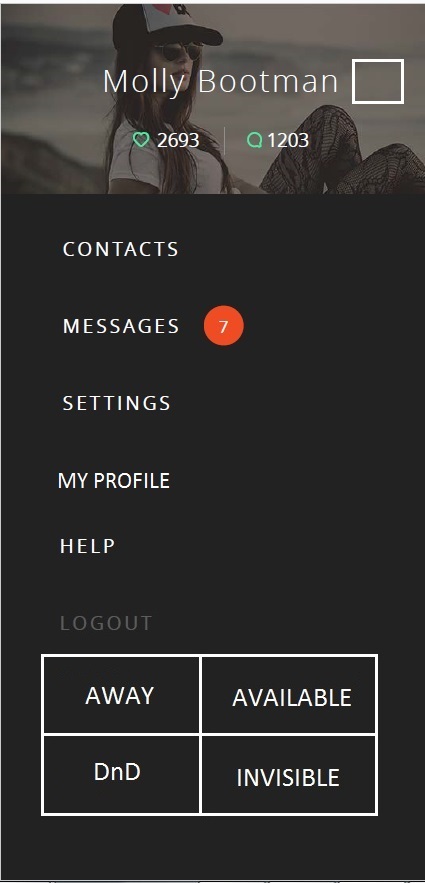 Molly Bootman
2693 1203
CONTACTS
MESSAGES 7
SETTINGS
MY PROFILE
HELP
LOGOUT
AWAY AVAILABLE
DnD INVISIBLE